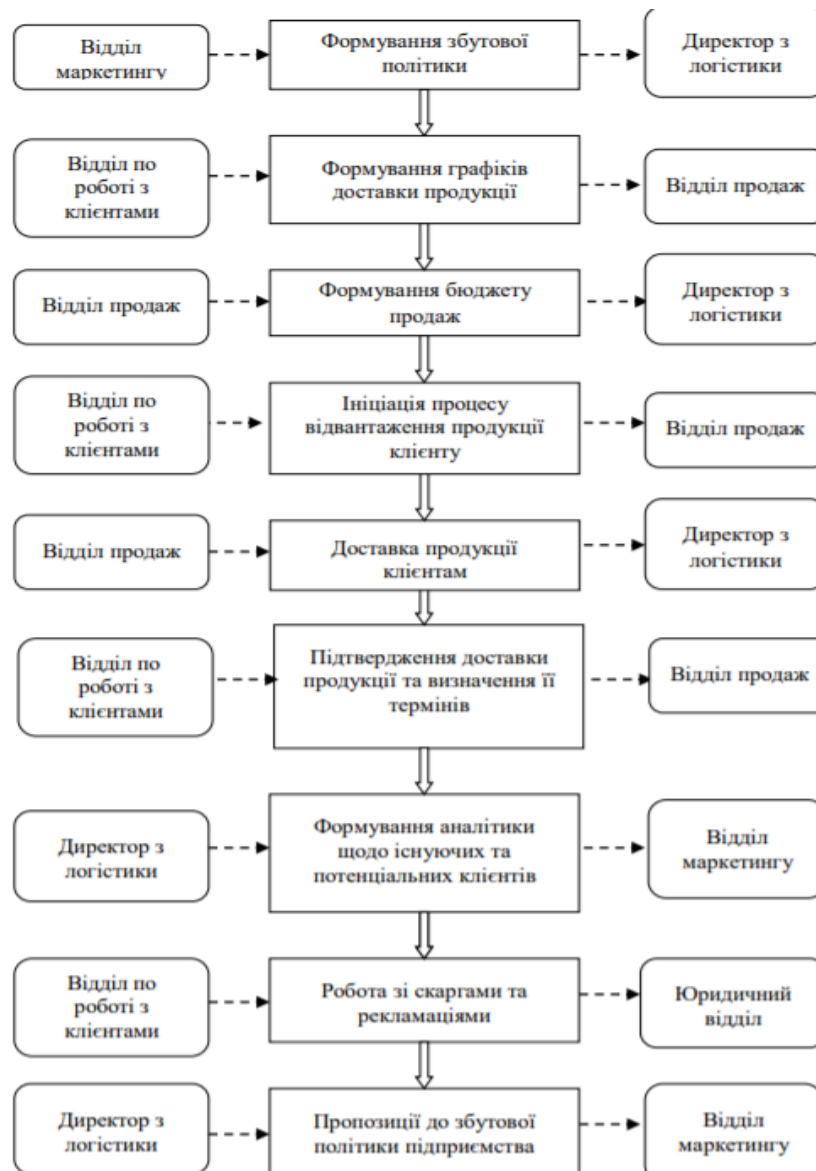 Відділ
маркетингу
Формування збутової
політики
Директор з
логістики
Відділ по
роботі з
клієнтами
Формування графіків
доставки продукції
Відділ продаж
Відділ продаж
Формування бюджету
продаж
Директор з
логістики
Відділ по
роботі з
клієнтами
Ініціація процесу
відвантаження продукції
клієнту
Відділ продаж
Відділ продаж
Доставка продукції
клієнтам
Директор з
логістики
Відділ по
роботі з
клієнтами
Підтвердження доставки
продукції та визначення її
термінів
Відділ продаж
Директор з
логістики
Формування аналітики
щодо існуючих та
потенціальних клієнтів
Відділ
маркетингу
Відділ по
роботі з
клієнтами
Робота зі скаргами та
рекламаціями
Юридичний
відділ
Директор з
логістики
Пропозиції до збутової
політики підприємства
Відділ
маркетингу